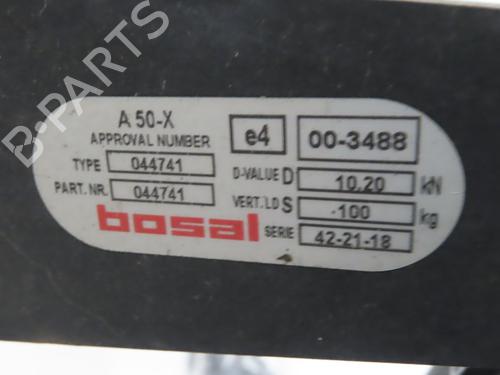 A 50-X
APPROVAL NUMBER e4 00-3488
TYPE 044741 D-VALUE D 10.20 kN
PART. NR. 044741 VERT. LD S -100 kg
bosal SERIE 42-21-18
B-PARTS